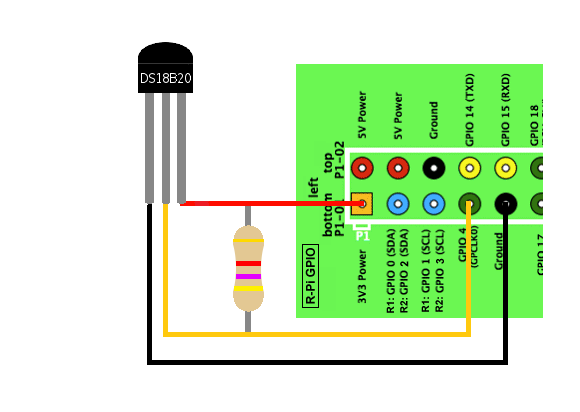 DS18B20
5V Power
5V Power
Ground
GPIO 14 (TXD)
GPIO 15 (RXD)
GPIO 18
left
top
P1-02
bottom
P1-01
P1
R-PI GPIO
3V3 Power
R1: GPIO 0 (SDA)
R2: GPIO 2 (SDA)
R1: GPIO 1 (SCL)
R2: GPIO 3 (SCL)
GPIO 4
(GPCLK0)
Ground
GPIO 17